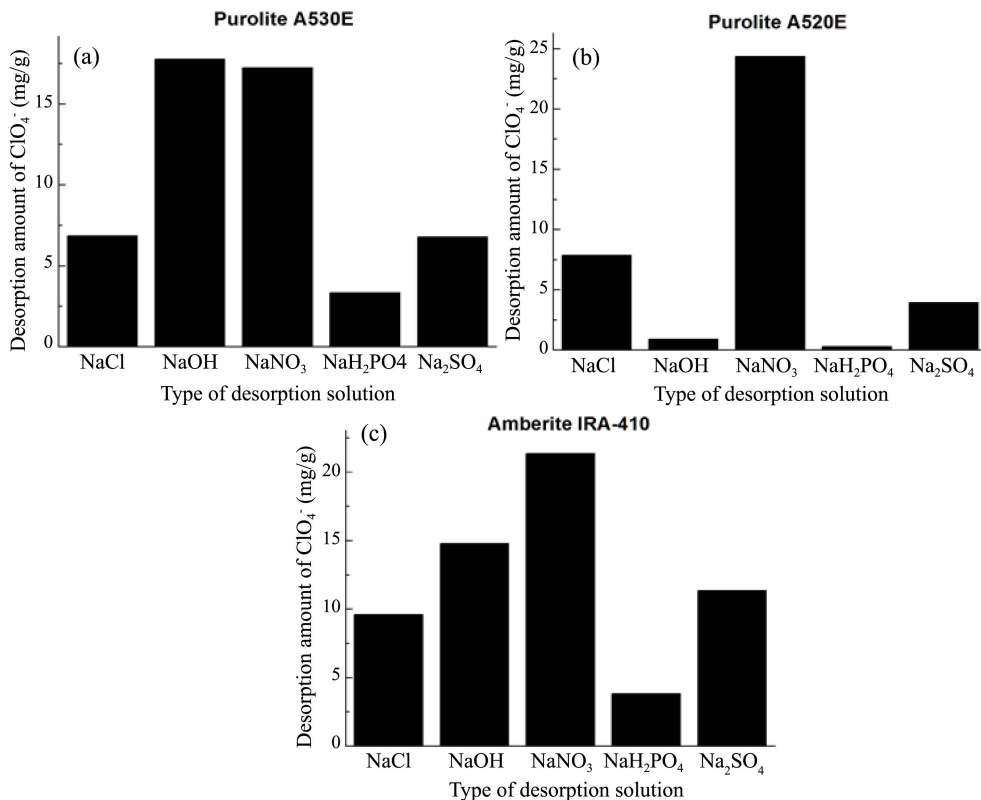 Purolite A530E
(a)
Desorption amount of ClO₄⁻ (mg/g)
15
10
5
0
NaCl NaOH NaNO₃ NaH₂PO4 Na₂SO₄
Type of desorption solution
Purolite A520E
(b)
Desorption amount of ClO₄⁻ (mg/g)
25
20
15
10
5
0
NaCl NaOH NaNO₃ NaH₂PO₄ Na₂SO₄
Type of desorption solution
Amberite IRA-410
(c)
Desorption amount of ClO₄⁻ (mg/g)
20
15
10
5
0
NaCl NaOH NaNO₃ NaH₂PO₄ Na₂SO₄
Type of desorption solution